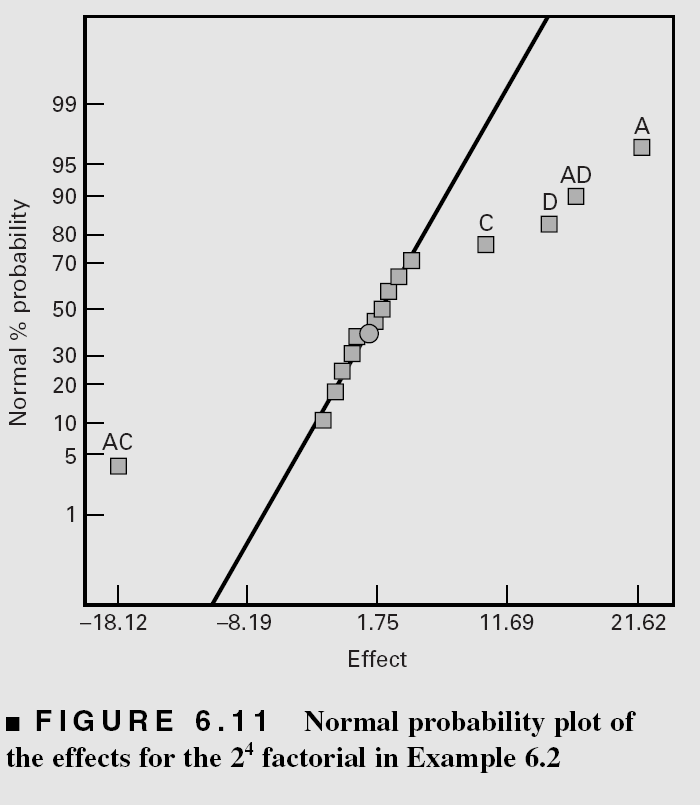 99
A
95
AD
90
D
C
80
70
Normal % probability
50
30
20
10
AC
5
1
−18.12 −8.19 1.75 11.69 21.62
Effect
■ FIGURE 6.11 Normal probability plot of
the effects for the 2⁴ factorial in Example 6.2